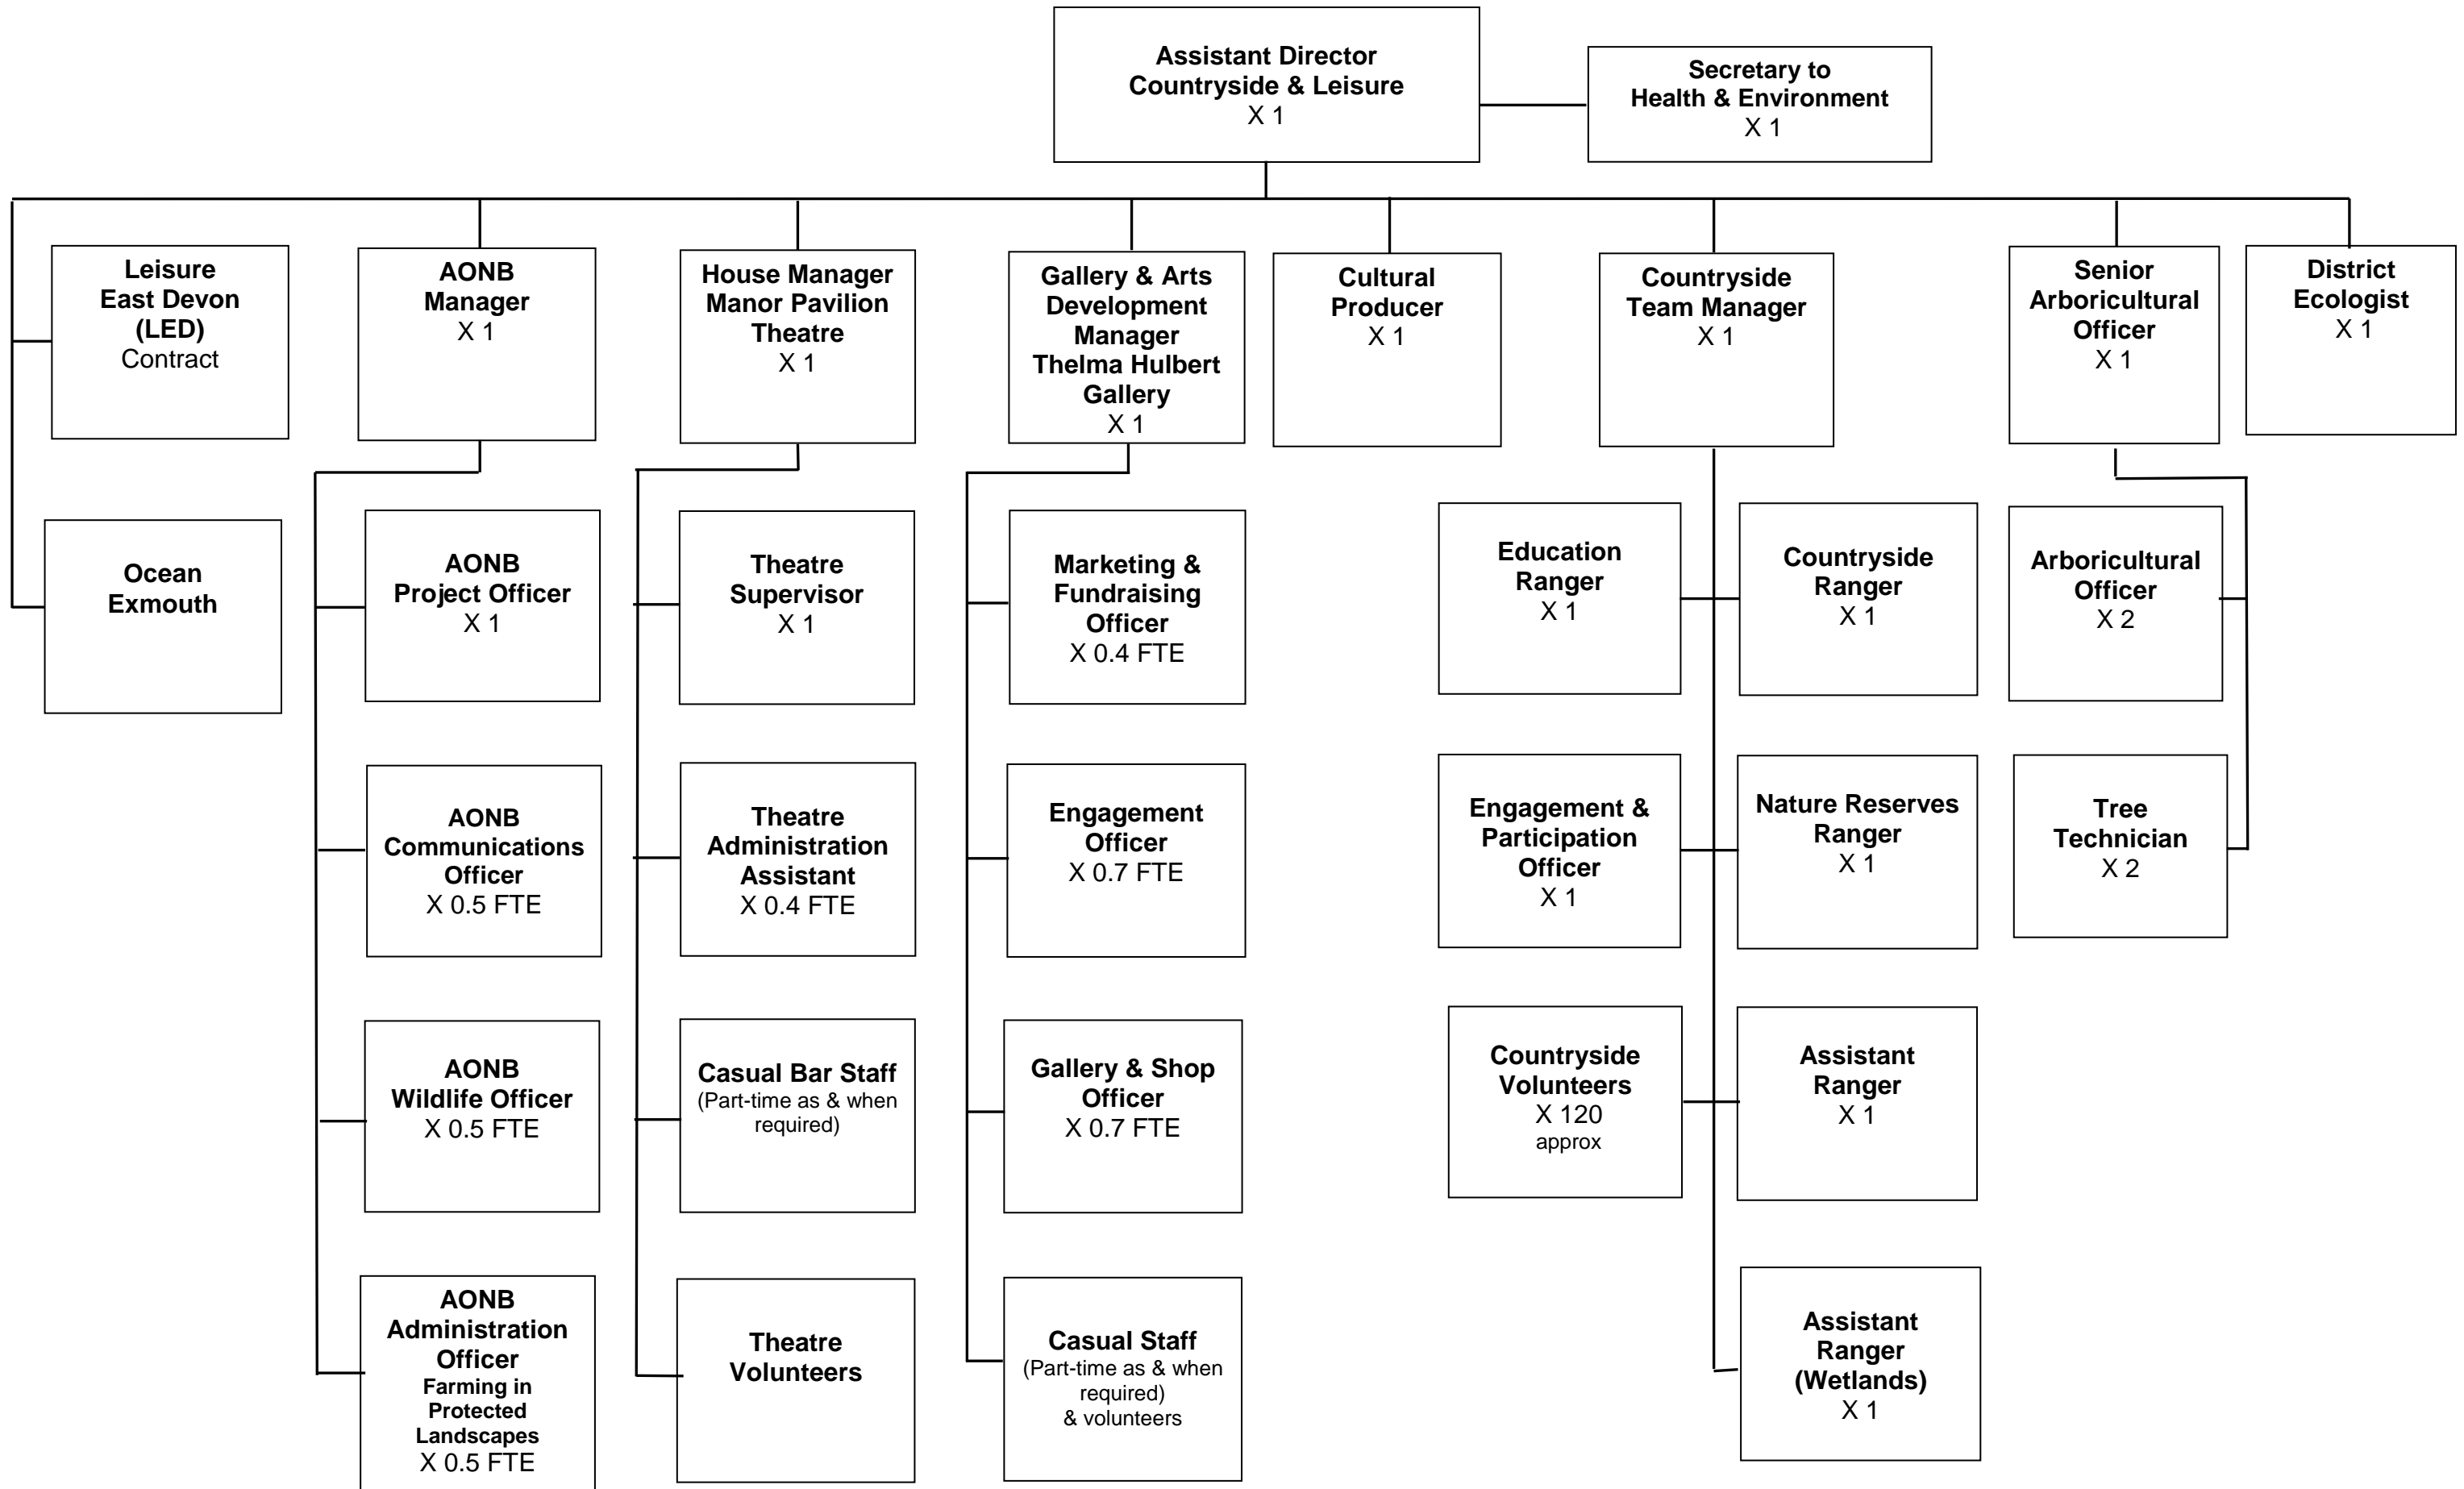 Assistant Director
Countryside & Leisure
X 1
Secretary to
Health & Environment
X 1
Leisure
East Devon
(LED)
Contract
AONB
Manager
X 1
House Manager
Manor Pavilion
Theatre
X 1
Gallery & Arts
Development
Manager
Thelma Hulbert
Gallery
X 1
Cultural
Producer
X 1
Countryside
Team Manager
X 1
Senior
Arboricultural
Officer
X 1
District
Ecologist
X 1
Ocean
Exmouth
AONB
Project Officer
X 1
Theatre
Supervisor
X 1
Marketing &
Fundraising
Officer
X 0.4 FTE
Education
Ranger
X 1
Countryside
Ranger
X 1
Arboricultural
Officer
X 2
AONB
Communications
Officer
X 0.5 FTE
Theatre
Administration
Assistant
X 0.4 FTE
Engagement
Officer
X 0.7 FTE
Engagement &
Participation
Officer
X 1
Nature Reserves
Ranger
X 1
Tree
Technician
X 2
AONB
Wildlife Officer
X 0.5 FTE
Casual Bar Staff
(Part-time as & when
required)
Gallery & Shop
Officer
X 0.7 FTE
Countryside
Volunteers
X 120
approx
Assistant
Ranger
X 1
AONB
Administration
Officer
Farming in
Protected
Landscapes
X 0.5 FTE
Theatre
Volunteers
Casual Staff
(Part-time as & when
required)
& volunteers
Assistant
Ranger
(Wetlands)
X 1